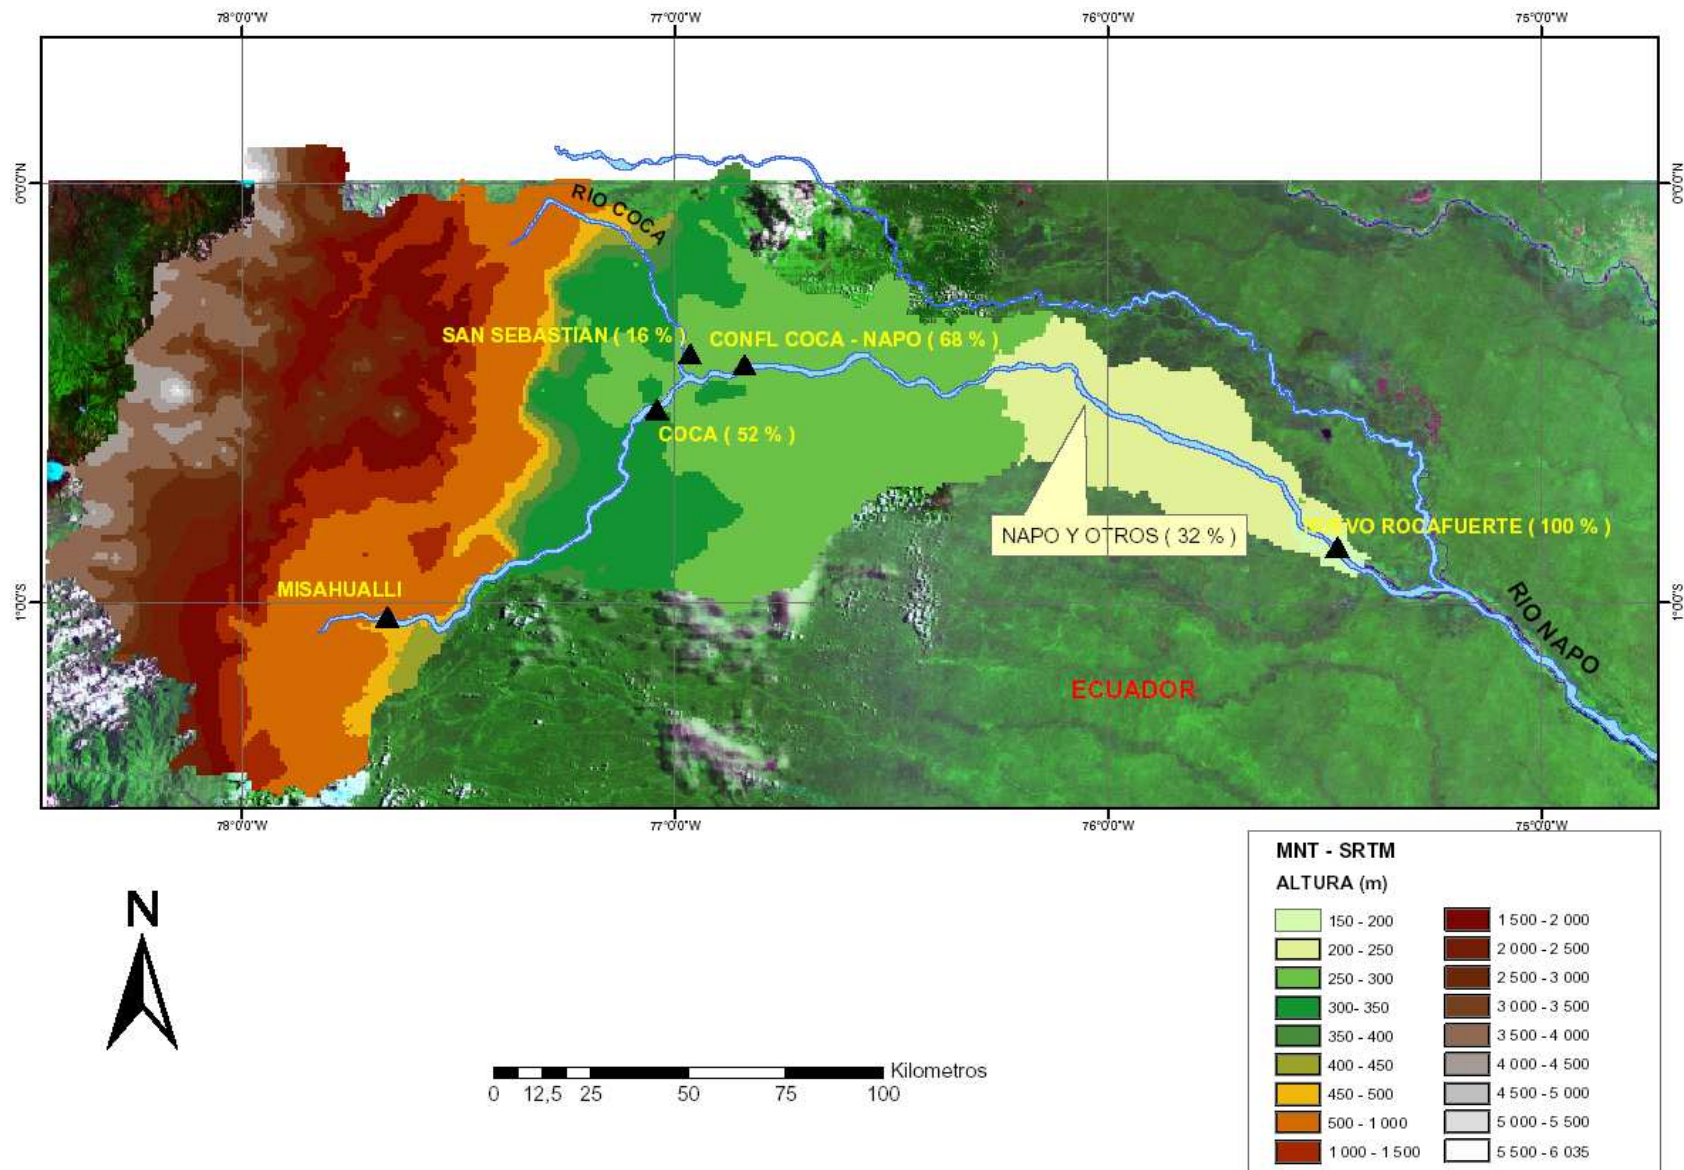 78°0'0"W 77°0'0"W 76°0'0"W 75°0'0"W
0°0'0"N 0°0'0"N
RIO COCA
SAN SEBASTIAN ( 16 % ) CONFL COCA - NAPO ( 68 % )
COCA ( 52 % )
NAPO Y OTROS ( 32 % )
ROCAFUERTE ( 100 % )
MISAHUALLI
1°0'0"S 1°0'0"S
RIO NAPO
ECUADOR
78°0'0"W 77°0'0"W 76°0'0"W 75°0'0"W
MNT - SRTM
ALTURA (m)
150 - 200 1 500 - 2 000
200 - 250 2 000 - 2 500
250 - 300 2 500 - 3 000
300- 350 3 000 - 3 500
350 - 400 3 500 - 4 000
400 - 450 4 000 - 4 500
450 - 500 4 500 - 5 000
500 - 1 000 5 000 - 5 500
1 000 - 1 500 5 500 - 6 035
N
Kilometros
0 12,5 25 50 75 100